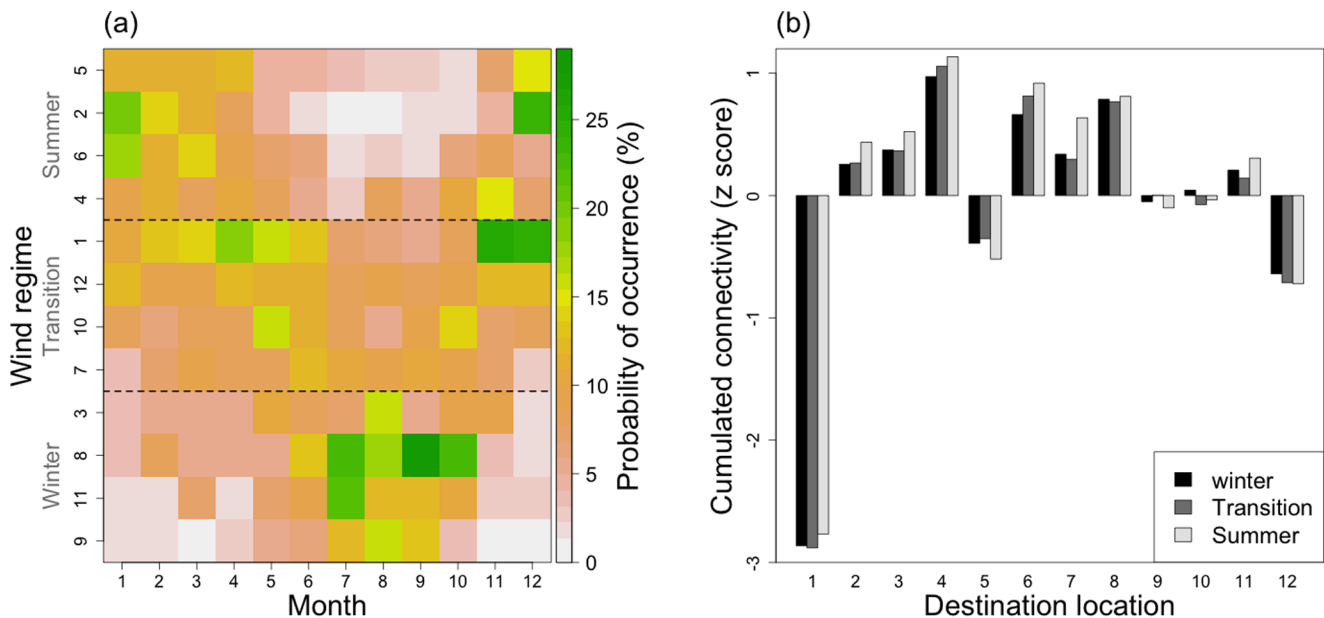 (a)
Wind regime
Summer
Transition
Winter
5
2
6
4
1
12
10
7
3
8
11
9
1 2 3 4 5 6 7 8 9 10 11 12
Month
25
20
15
10
5
0
Probability of occurrence (%)
(b)
Cumulated connectivity (z score)
1
0
-1
-2
-3
winter
Transition
Summer
1 2 3 4 5 6 7 8 9 10 11 12
Destination location